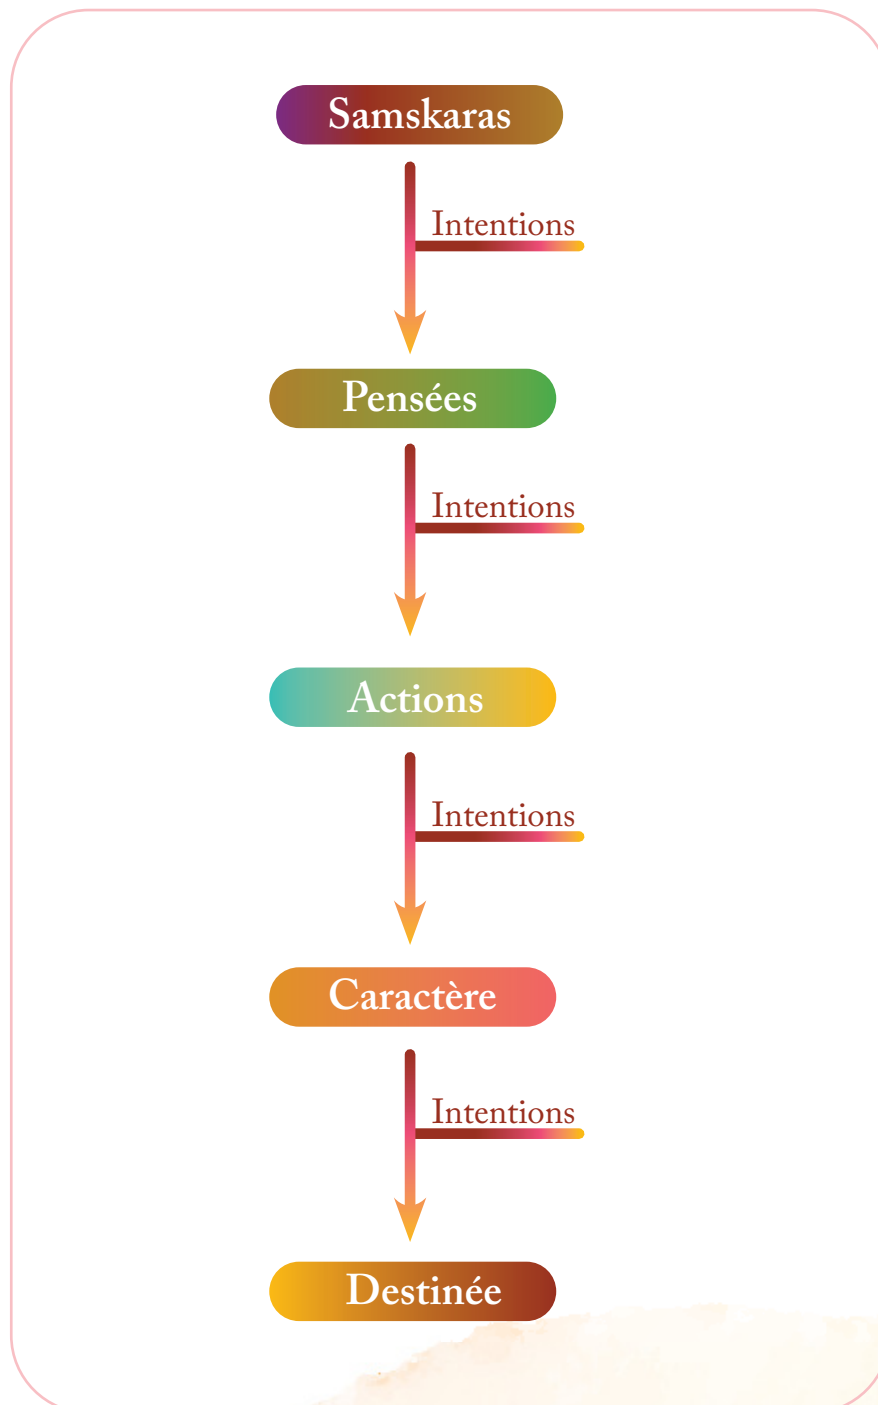 Samskaras
Intentions
Pensées
Intentions
Actions
Intentions
Caractère
Intentions
Destinée